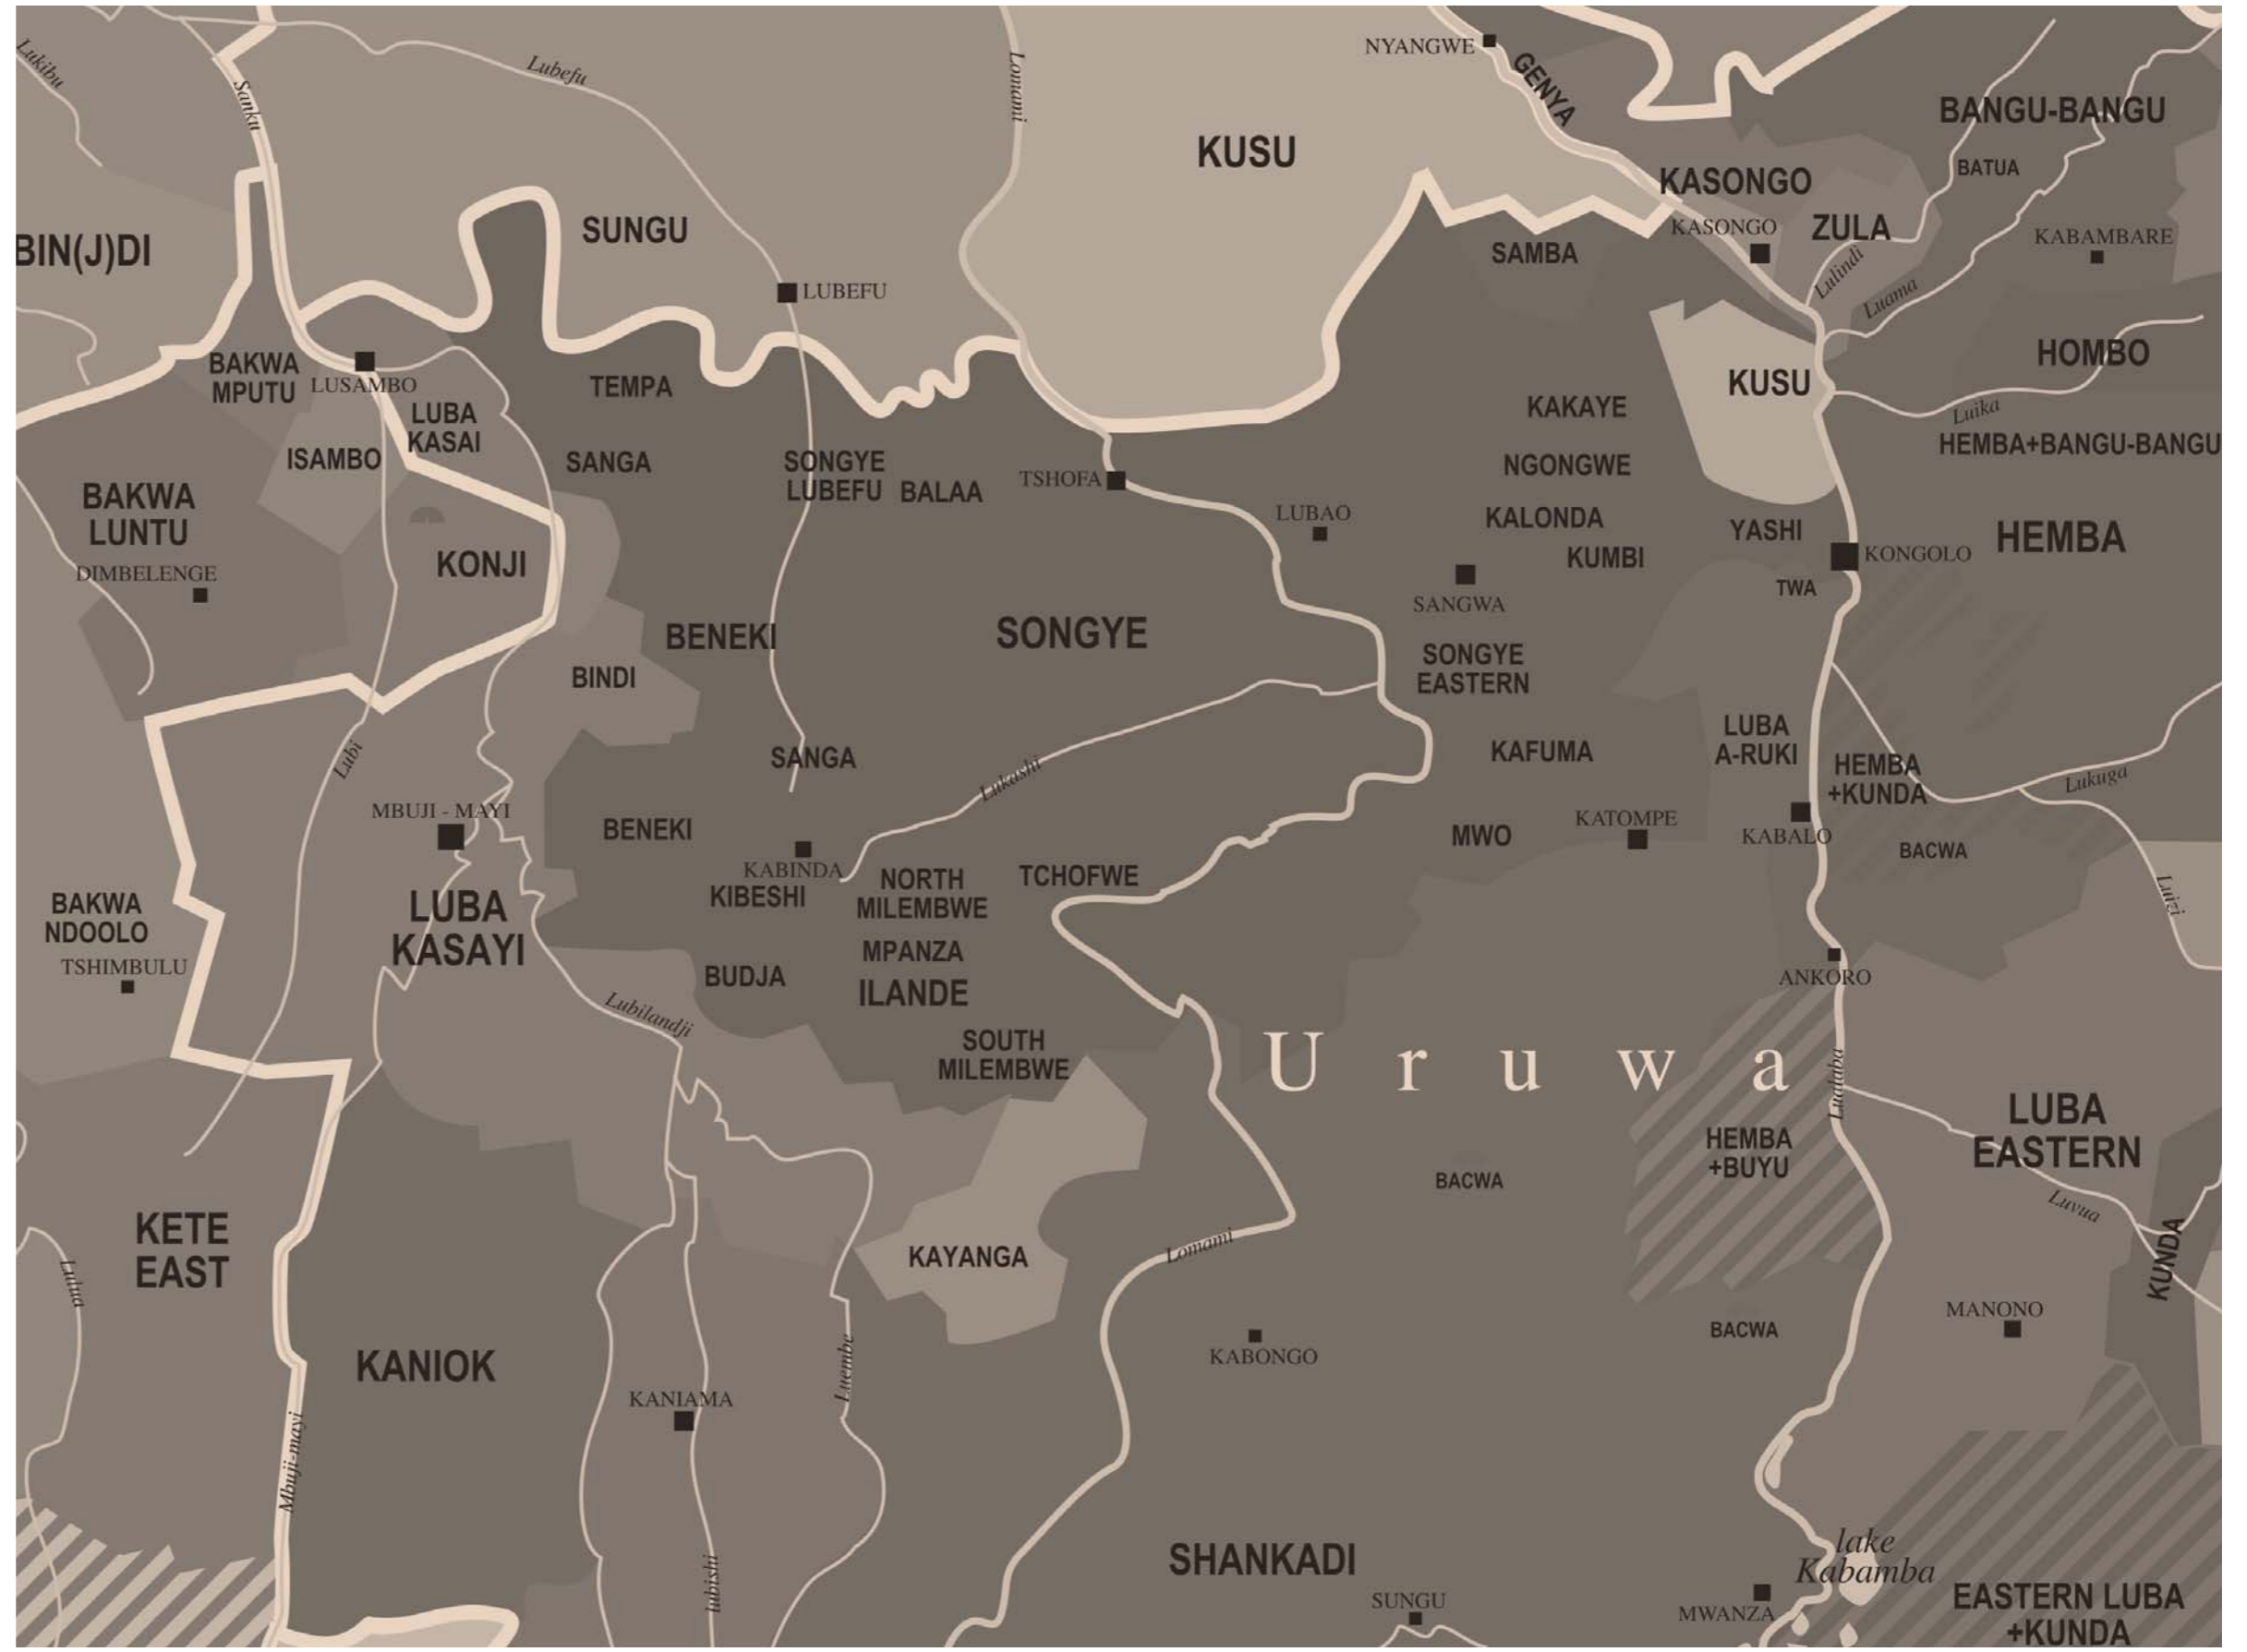 Lukibu
Sanku
Lubefu
Lomami
NYANGWE
GENYA
KUSU
BANGU-BANGU
BATUA
KASONGO
KASONGO
ZULA
KABAMBARE
BIN(J)DI
SUNGU
SAMBA
Lulindi
Luama
LUBEFU
HOMBO
BAKWA
MPUTU
LUSAMBO
TEMPA
KUSU
LUBA
KASAI
KAKAYE
Luika
ISAMBO
SANGA
SONGYE
LUBEFU
BALAA
TSHOFA
NGONGWE
HEMBA+BANGU-BANGU
BAKWA
LUNTU
LUBAO
KALONDA
YASHI
HEMBA
KONJI
KUMBI
KONGOLO
DIMBELENGE
SANGWA
TWA
BENEKI
SONGYE
SONGYE
EASTERN
BINDI
LUBA
A-RUKI
Lubi
SANGA
Lukashi
KAFUMA
HEMBA
+KUNDA
Lukuga
MBUJI - MAYI
BENEKI
MWO
KATOMPE
KABALO
BACWA
KABINDA
KIBESHI
NORTH
MILEMBWE
TCHOFWE
Luizi
BAKWA
NDOOLO
TSHIMBULU
LUBA
KASAYI
MPANZA
BUDJA
ILANDE
ANKORO
Lubilandji
SOUTH
MILEMBWE
Uruwa
Lualaba
LUBA
EASTERN
HEMBA
+BUYU
BACWA
Luvua
KETE
EAST
KAYANGA
Lomami
KUNDA
Lulua
MANONO
BACWA
KABONGO
KANIOK
Luembe
KANIAMA
Mbuji-mayi
lubishi
SHANKADI
lake
Kabamba
SUNGU
MWANZA
EASTERN LUBA
+KUNDA